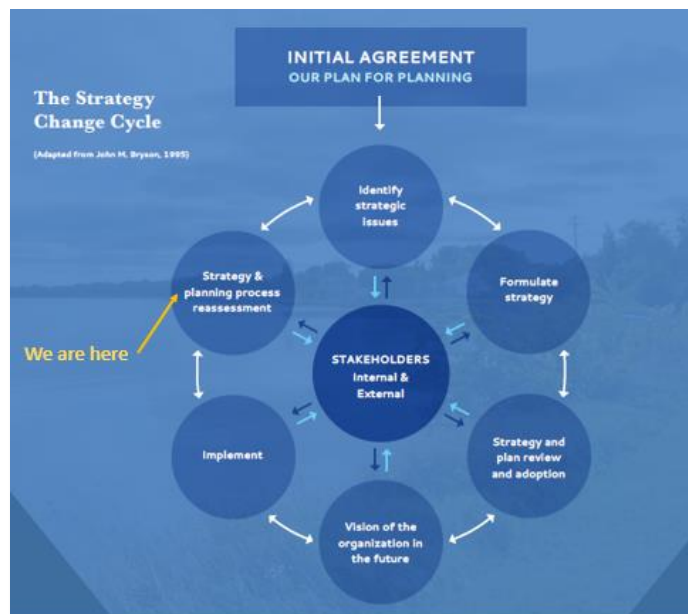 INITIAL AGREEMENT
OUR PLAN FOR PLANNING
The Strategy
Change Cycle
(Adapted from John M. Bryson, 1995)
Identify
strategic
issues
Strategy &
planning process
reassessment
Formulate
strategy
We are here
STAKEHOLDERS
Internal &
External
Implement
Strategy and
plan review
and adoption
Vision of the
organization in
the future